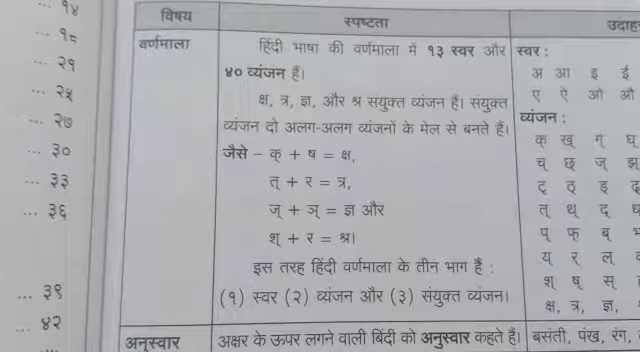 ... १४
... १८
... २१
... २५
... २७
... ३०
... ३३
... ३६
... ३९
... ४२
विषय
स्पष्टता
वर्णमाला
हिंदी भाषा की वर्णमाला में १३ स्वर और
४० व्यंजन हैं।
क्ष, त्र, ज्ञ, और श्र संयुक्त व्यंजन हैं। संयुक्त
व्यंजन दो अलग-अलग व्यंजनों के मेल से बनते हैं।
जैसे – क् + ष = क्ष,
त् + र = त्र,
ज् + ञ् = ज्ञ और
श् + र = श्र।
इस तरह हिंदी वर्णमाला के तीन भाग हैं :
(१) स्वर (२) व्यंजन और (३) संयुक्त व्यंजन।
स्वर :
अ आ इ ई
ए ऐ ओ औ
व्यंजन :
क् ख् ग् घ्
च् छ् ज् झ्
ट् ठ् ड्
त् थ् द्
प् फ् ब्
य् र् ल्
श् ष् स्
क्ष, त्र, ज्ञ,
अनुस्वार
अक्षर के ऊपर लगने वाली बिंदी को अनुस्वार कहते हैं।
बसंती, पंख, रंग,